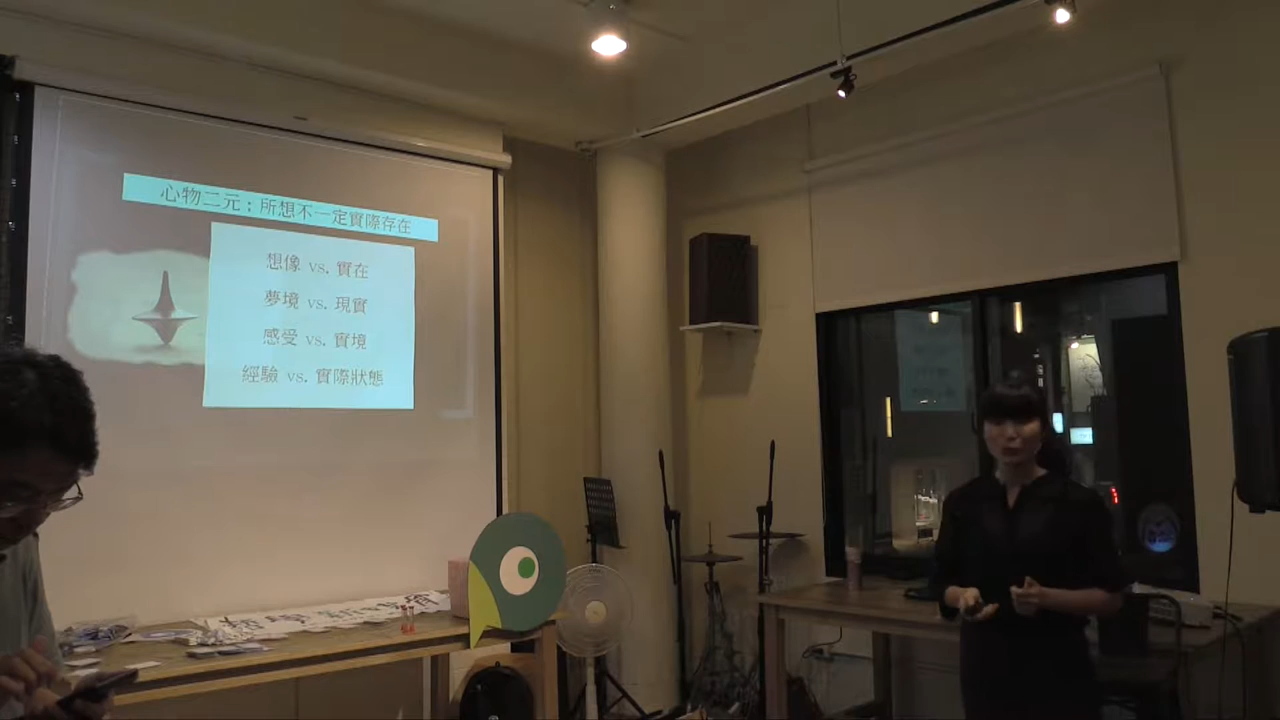 心物二元：所想不一定實際存在
想像 vs. 實在
夢境 vs. 現實
感受 vs. 實境
經驗 vs. 實際狀態